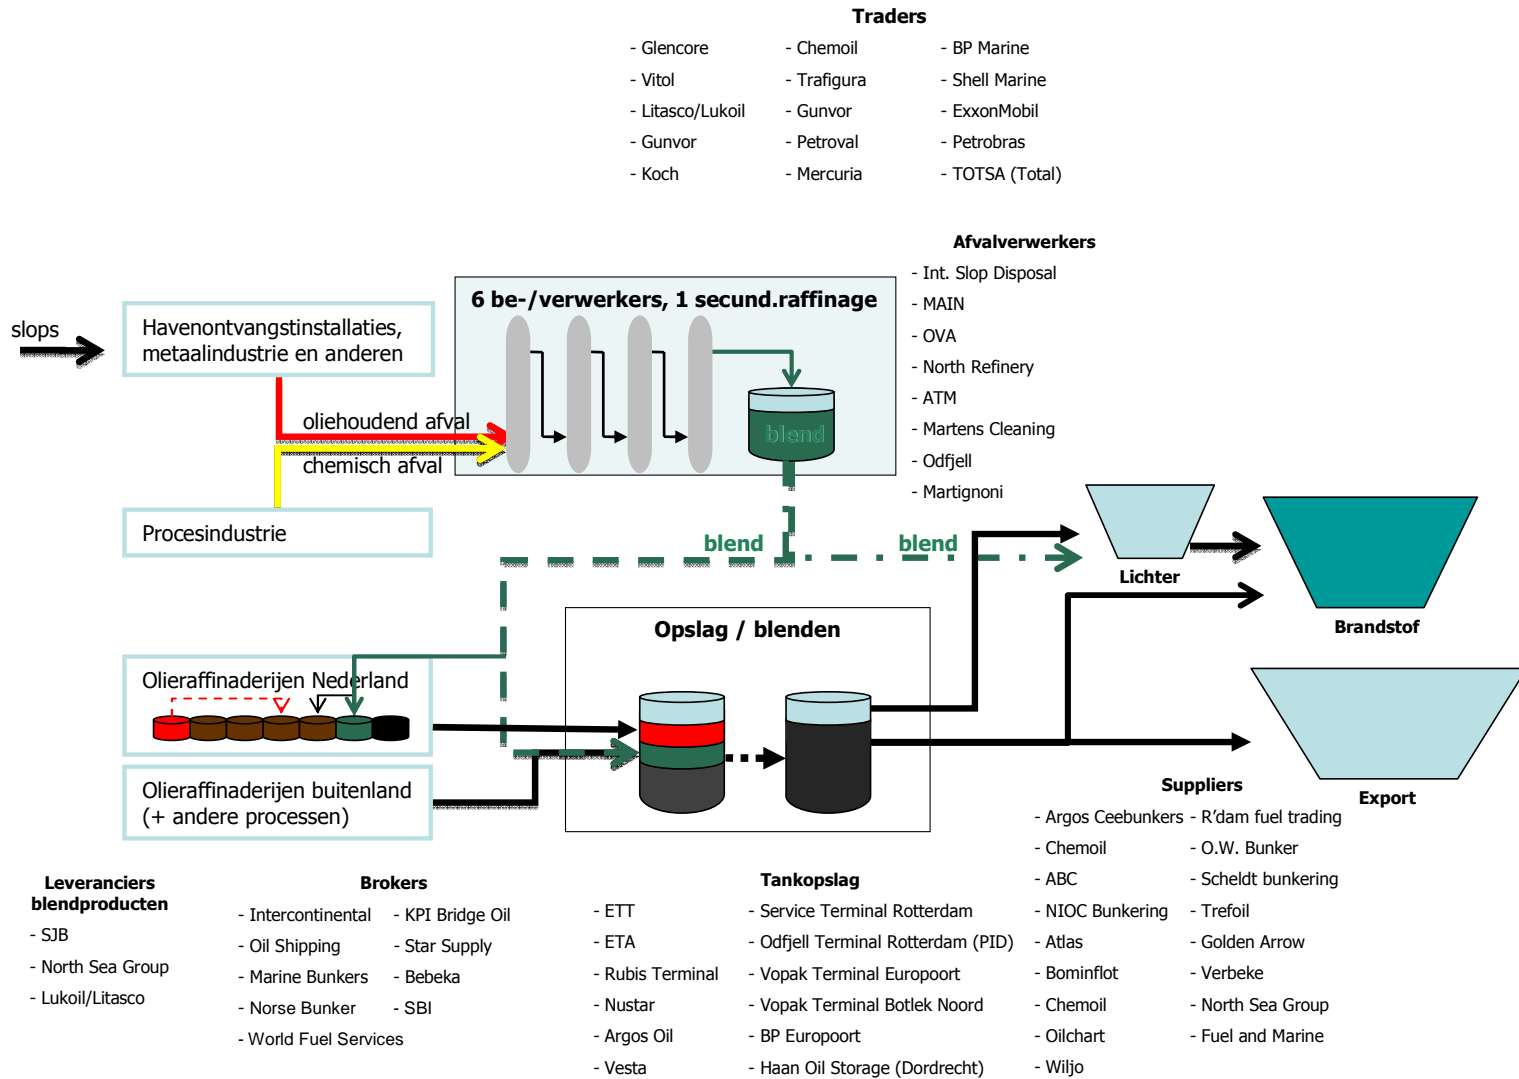 Traders
- Glencore
- Vitol
- Litasco/Lukoil
- Gunvor
- Koch
- Chemoil
- Trafigura
- Gunvor
- Petroval
- Mercuria
- BP Marine
- Shell Marine
- ExxonMobil
- Petrobras
- TOTSA (Total)
Afvalverwerkers
- Int. Slop Disposal
- MAIN
- OVA
- North Refinery
- ATM
- Martens Cleaning
- Odfjell
- Martignoni
6 be-/verwerkers, 1 secund.raffinage
slops
Havenontvangstinstallaties,
metaalindustrie en anderen
oliehoudend afval
chemisch afval
blend
Procesindustrie
blend
blend
Lichter
Brandstof
Opslag / blenden
Olieraffinaderijen Nederland
Olieraffinaderijen buitenland
(+ andere processen)
Export
Suppliers
- Argos Ceebunkers
- Chemoil
- ABC
- NIOC Bunkering
- Atlas
- Bominflot
- Chemoil
- Oilchart
- Wiljo
- R'dam fuel trading
- O.W. Bunker
- Scheldt bunkering
- Trefoil
- Golden Arrow
- Verbeke
- North Sea Group
- Fuel and Marine
Leveranciers
blendproducten
- SJB
- North Sea Group
- Lukoil/Litasco
Brokers
- Intercontinental
- Oil Shipping
- Marine Bunkers
- Norse Bunker
- World Fuel Services
- KPI Bridge Oil
- Star Supply
- Bebeka
- SBI
Tankopslag
- ETT
- ETA
- Rubis Terminal
- Nustar
- Argos Oil
- Vesta
- Service Terminal Rotterdam
- Odfjell Terminal Rotterdam (PID)
- Vopak Terminal Europoort
- Vopak Terminal Botlek Noord
- BP Europoort
- Haan Oil Storage (Dordrecht)